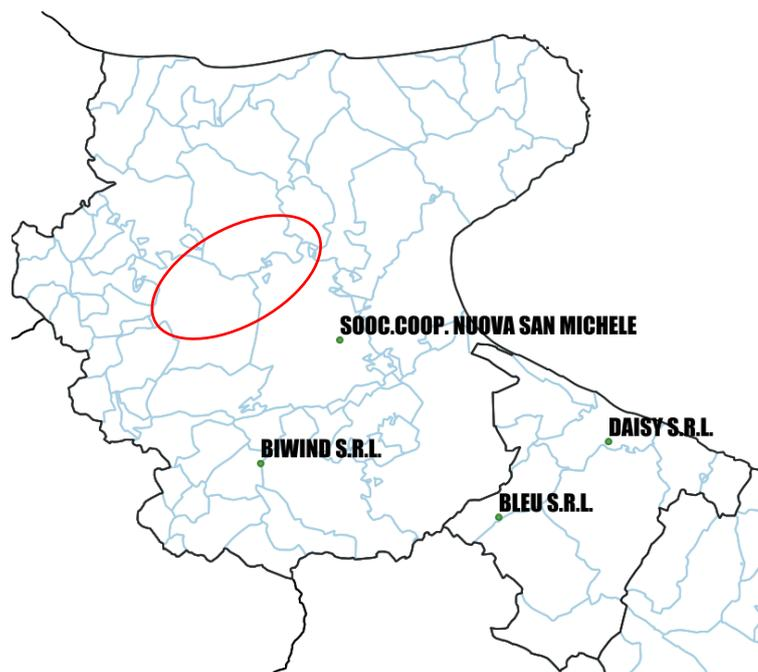 SOOC.COOP. NUOVA SAN MICHELE
DAISY S.R.L.
BIWIND S.R.L.
BLEU S.R.L.